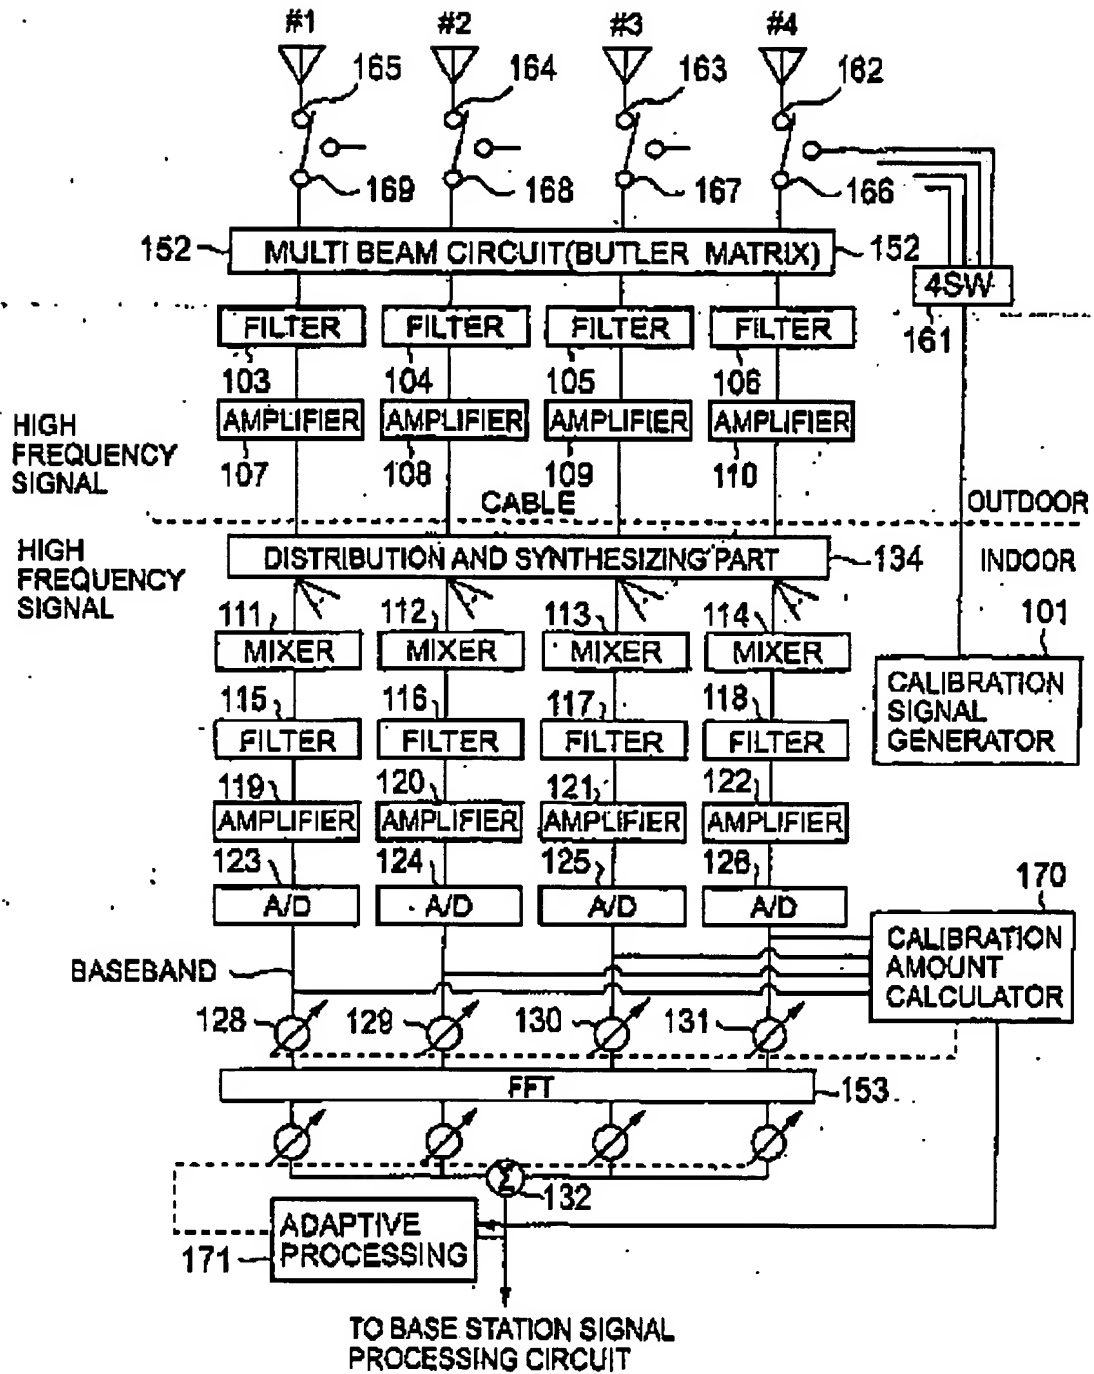 #1 #2 #3 #4
165 164 163 162
169 168 167 166
152 MULTI BEAM CIRCUIT(BUTLER MATRIX) 152
4SW
161
FILTER FILTER FILTER FILTER
103 104 105 106
AMPLIFIER AMPLIFIER AMPLIFIER AMPLIFIER
107 108 109 110
HIGH
FREQUENCY
SIGNAL
CABLE
OUTDOOR
HIGH
FREQUENCY
SIGNAL
DISTRIBUTION AND SYNTHESIZING PART 134
INDOOR
111 112 113 114
MIXER MIXER MIXER MIXER
101
CALIBRATION
SIGNAL
GENERATOR
115 116 117 118
FILTER FILTER FILTER FILTER
119 120 121 122
AMPLIFIER AMPLIFIER AMPLIFIER AMPLIFIER
123 124 125 126
A/D A/D A/D A/D
170
CALIBRATION
AMOUNT
CALCULATOR
BASEBAND
128 129 130 131
FFT 153
Σ
132
ADAPTIVE
PROCESSING
171
TO BASE STATION SIGNAL
PROCESSING CIRCUIT